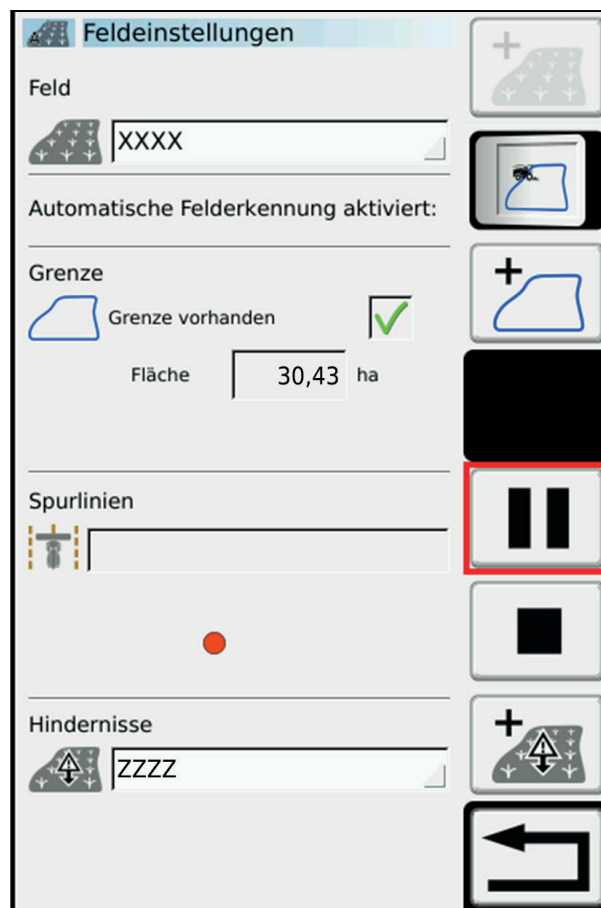 Feldeinstellungen
Feld
XXXX
Automatische Felderkennung aktiviert:
Grenze
Grenze vorhanden
Fläche 30,43 ha
Spurlinien
Hindernisse
ZZZZ